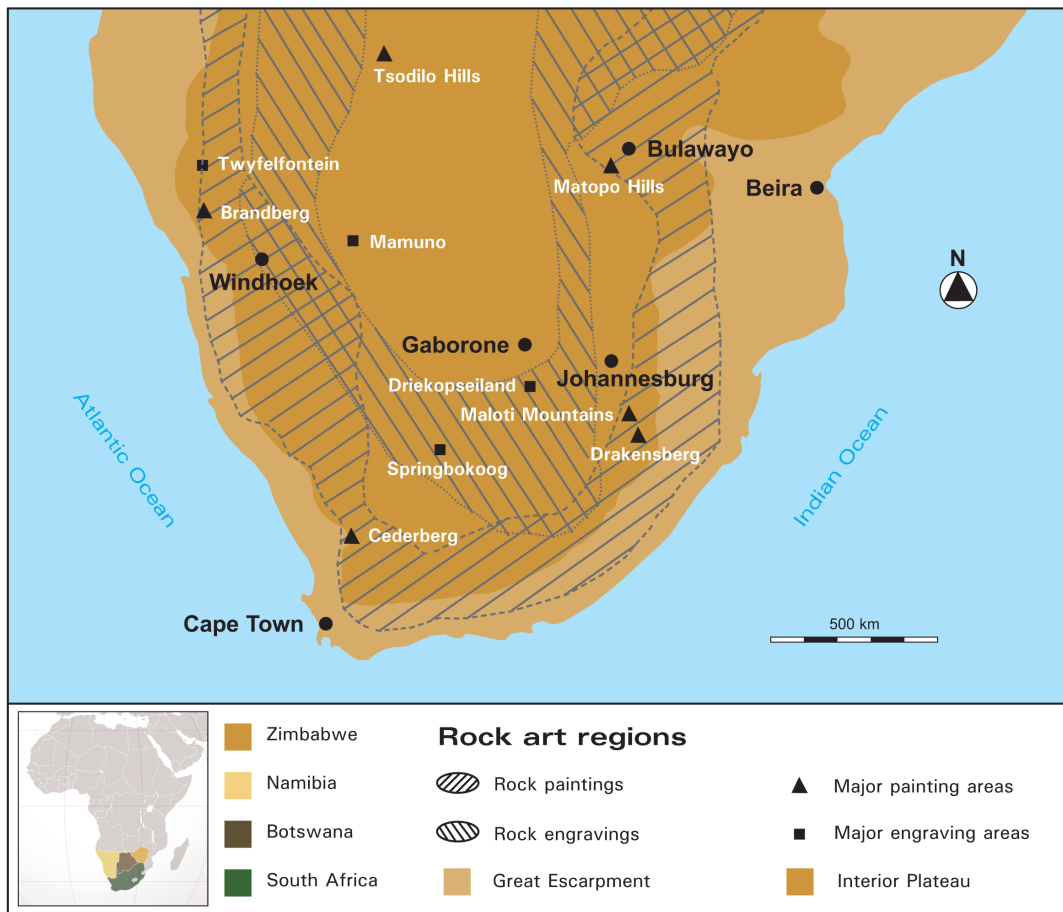 Tsodilo Hills
Bulawayo
Twyfelfontein
Matopo Hills
Beira
Brandberg
Mamuno
N
Windhoek
Gaborone
Driekopseiland
Johannesburg
Maloti Mountains
Atlantic Ocean
Drakensberg
Indian Ocean
Springbokoog
Cederberg
Cape Town
500 km
Zimbabwe
Namibia
Botswana
South Africa
Rock art regions
Rock paintings
Major painting areas
Rock engravings
Major engraving areas
Great Escarpment
Interior Plateau